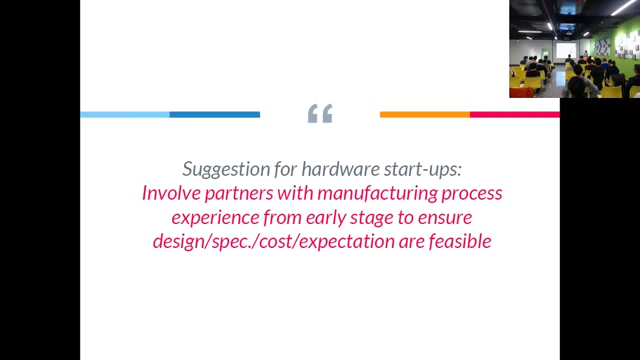 “
Suggestion for hardware start-ups:
Involve partners with manufacturing process
experience from early stage to ensure
design/spec./cost/expectation are feasible